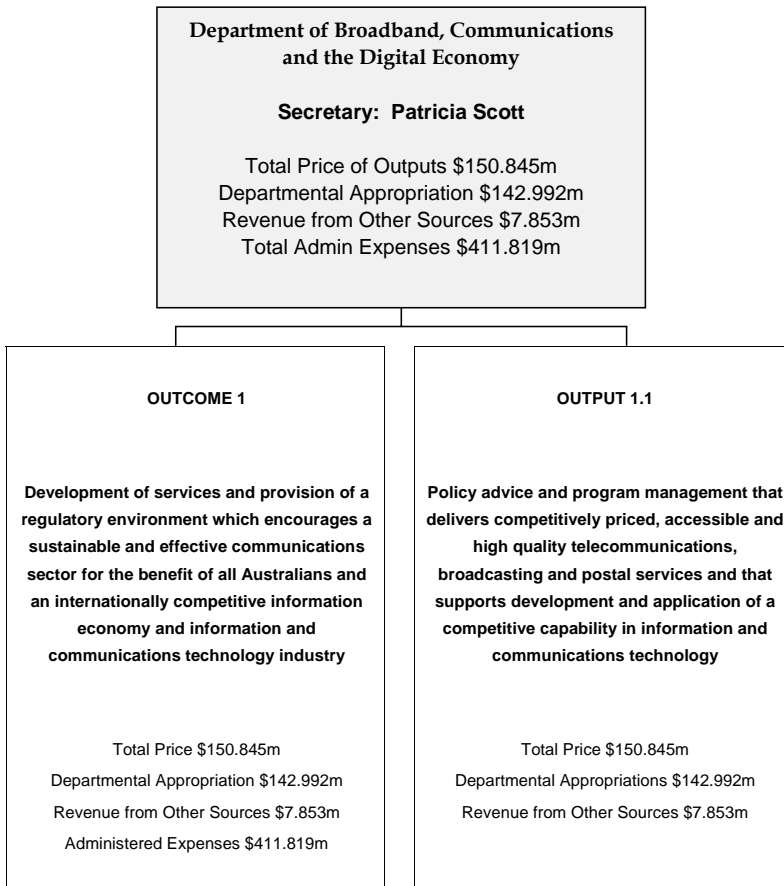 Department of Broadband, Communications
and the Digital Economy
Secretary: Patricia Scott
Total Price of Outputs $150.845m
Departmental Appropriation $142.992m
Revenue from Other Sources $7.853m
Total Admin Expenses $411.819m
OUTCOME 1
Development of services and provision of a
regulatory environment which encourages a
sustainable and effective communications
sector for the benefit of all Australians and
an internationally competitive information
economy and information and
communications technology industry
Total Price $150.845m
Departmental Appropriation $142.992m
Revenue from Other Sources $7.853m
Administered Expenses $411.819m
OUTPUT 1.1
Policy advice and program management that
delivers competitively priced, accessible and
high quality telecommunications,
broadcasting and postal services and that
supports development and application of a
competitive capability in information and
communications technology
Total Price $150.845m
Departmental Appropriations $142.992m
Revenue from Other Sources $7.853m